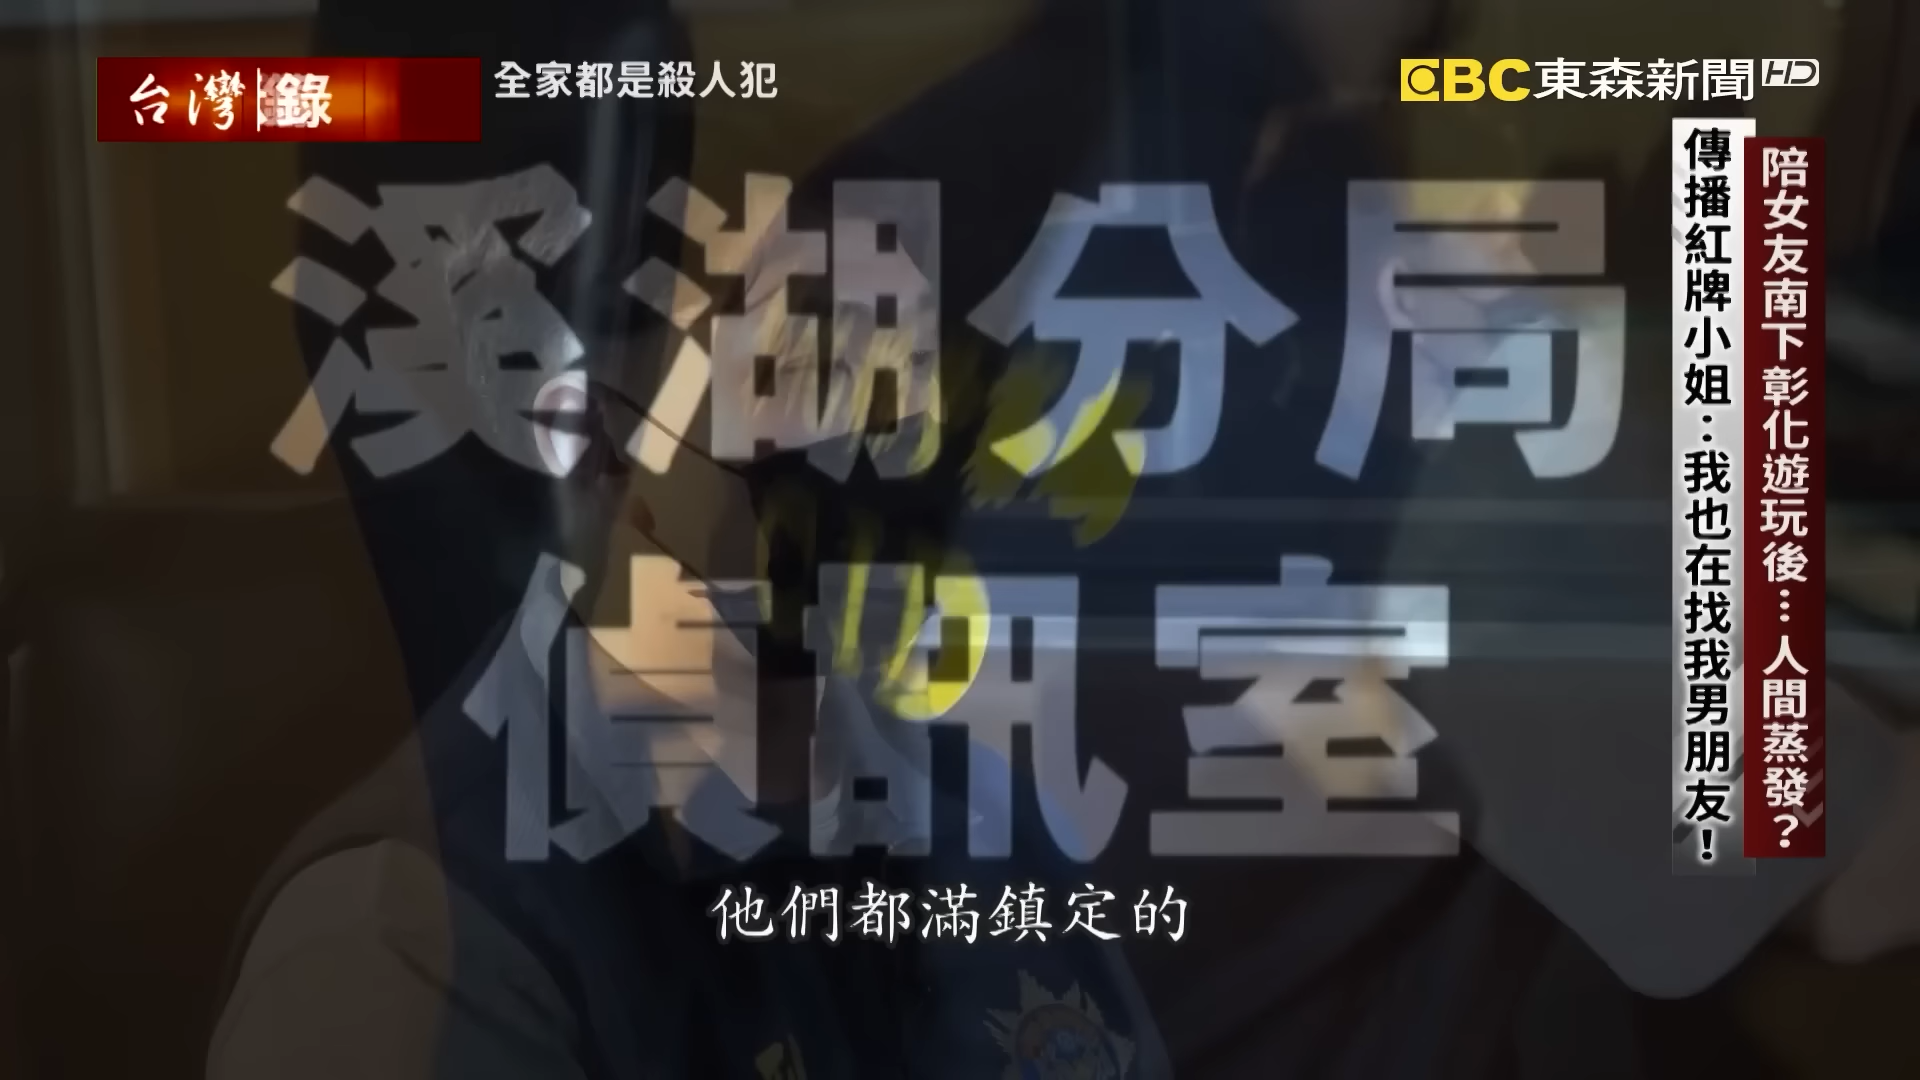 台灣錄
全家都是殺人犯
EBC東森新聞HD
陪女友南下彰化遊玩後…人間蒸發？
傳播紅牌小姐：我也在找我男朋友！
溪湖分局
偵訊室
他們都滿鎮定的